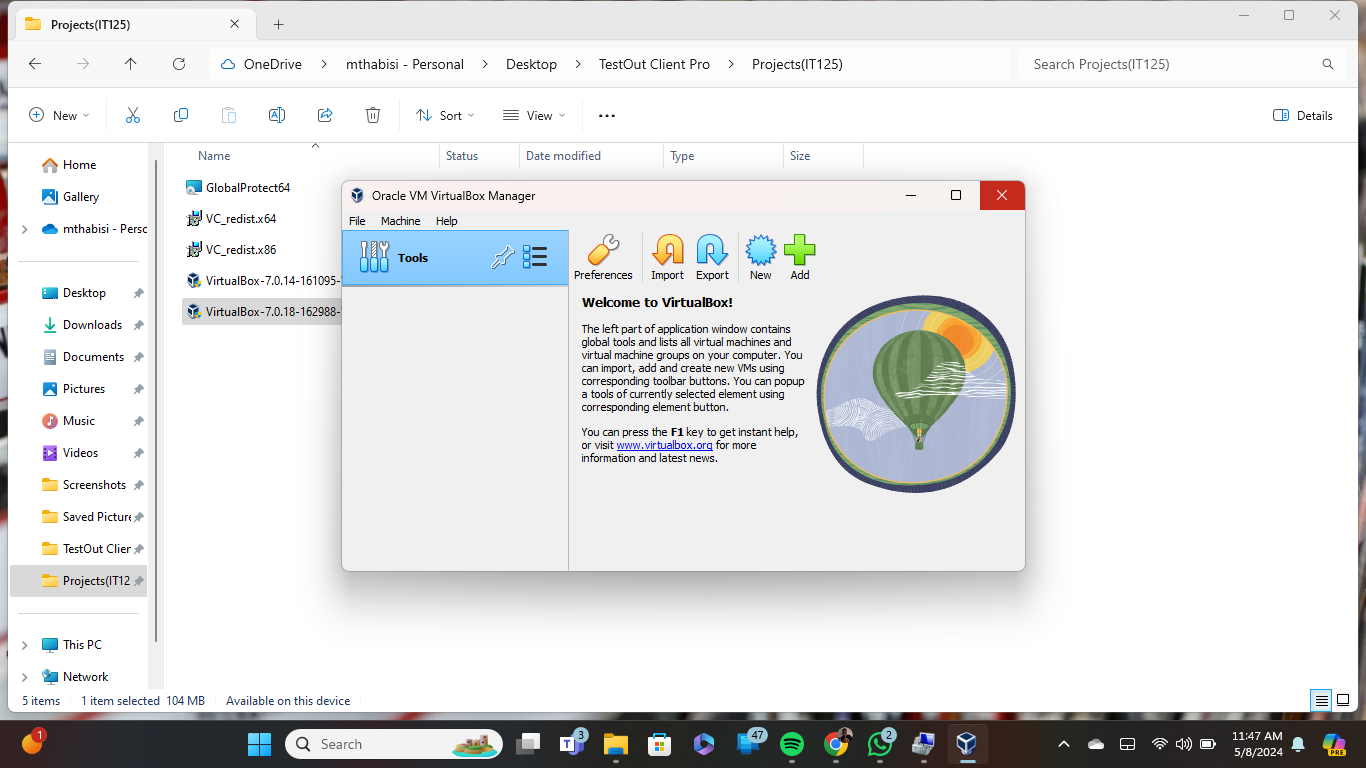 Projects(IT125)
OneDrive
mthabisi - Personal
Desktop
TestOut Client Pro
Projects(IT125)
Search Projects(IT125)
New
Sort
View
Details
Home
Gallery
mthabisi - Persc
Desktop
Downloads
Documents
Pictures
Music
Videos
Screenshots
Saved Picture
TestOut Clier
Projects(IT12
This PC
Network
Name
Status
Date modified
Type
Size
GlobalProtect64
VC_redist.x64
VC_redist.x86
VirtualBox-7.0.14-161095-
VirtualBox-7.0.18-162988-
Oracle VM VirtualBox Manager
File
Machine
Help
Tools
Preferences
Import
Export
New
Add
Welcome to VirtualBox!
The left part of application window contains
global tools and lists all virtual machines and
virtual machine groups on your computer. You
can import, add and create new VMs using
corresponding toolbar buttons. You can popup
a tools of currently selected element using
corresponding element button.
You can press the F1 key to get instant help,
or visit www.virtualbox.org for more
information and latest news.
5 items
1 item selected 104 MB
Available on this device
1
Search
3
47
2
11:47 AM
5/8/2024
PRE